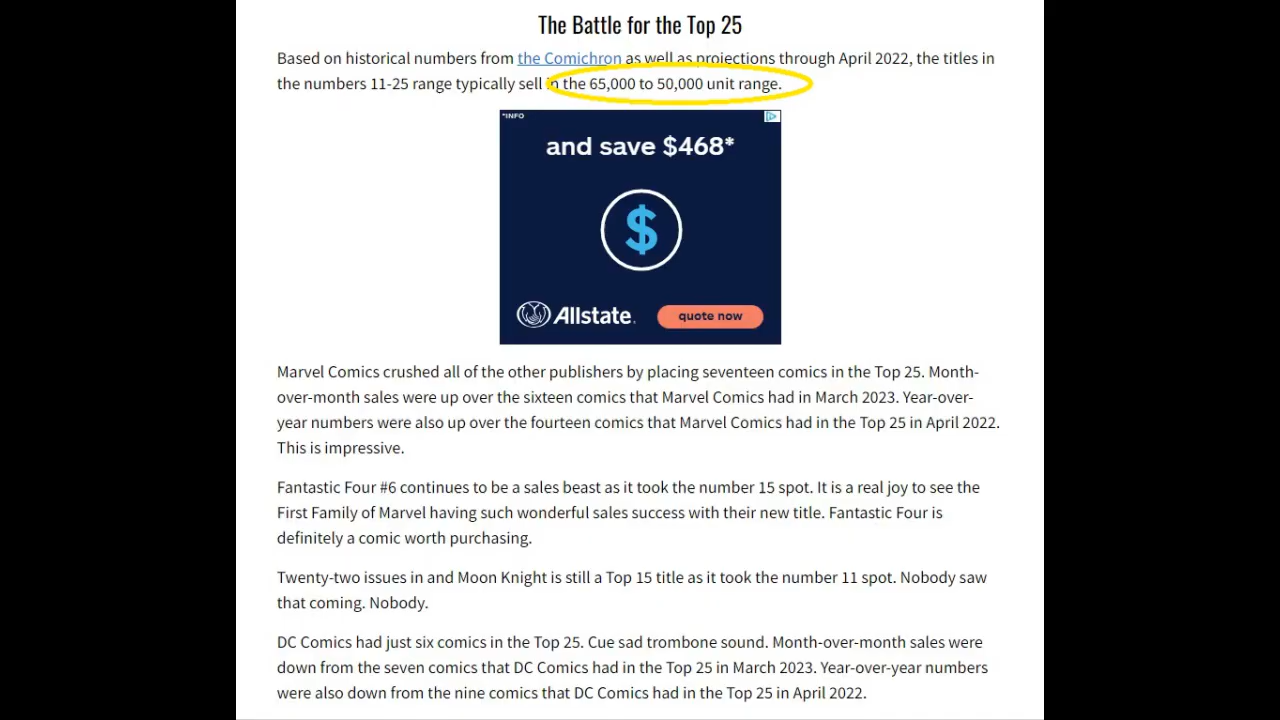 The Battle for the Top 25
Based on historical numbers from the Comichron as well as projections through April 2022, the titles in
the numbers 11-25 range typically sell in the 65,000 to 50,000 unit range.
*INFO
and save $468*
$
Allstate.
quote now
Marvel Comics crushed all of the other publishers by placing seventeen comics in the Top 25. Month-
over-month sales were up over the sixteen comics that Marvel Comics had in March 2023. Year-over-
year numbers were also up over the fourteen comics that Marvel Comics had in the Top 25 in April 2022.
This is impressive.
Fantastic Four #6 continues to be a sales beast as it took the number 15 spot. It is a real joy to see the
First Family of Marvel having such wonderful sales success with their new title. Fantastic Four is
definitely a comic worth purchasing.
Twenty-two issues in and Moon Knight is still a Top 15 title as it took the number 11 spot. Nobody saw
that coming. Nobody.
DC Comics had just six comics in the Top 25. Cue sad trombone sound. Month-over-month sales were
down from the seven comics that DC Comics had in the Top 25 in March 2023. Year-over-year numbers
were also down from the nine comics that DC Comics had in the Top 25 in April 2022.